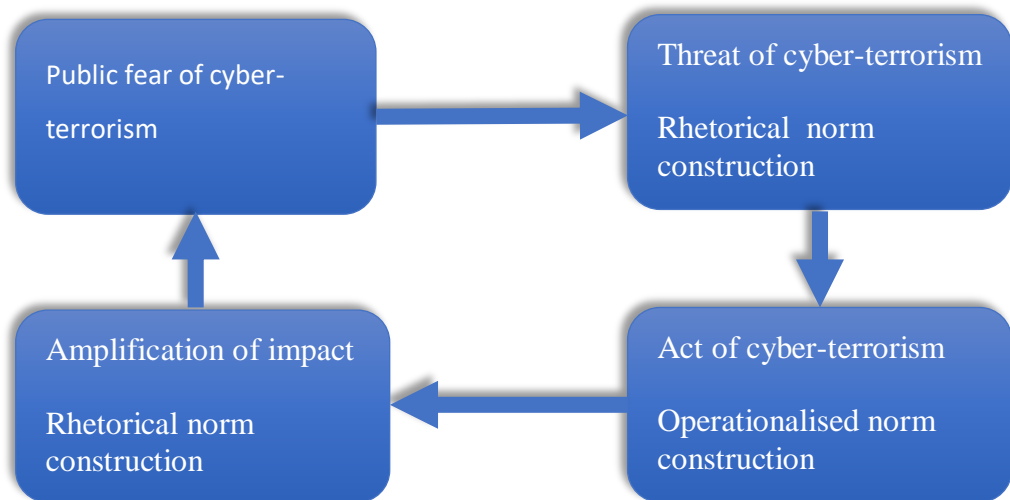 Public fear of cyber-
terrorism
Threat of cyber-terrorism
Rhetorical norm
construction
Amplification of impact
Rhetorical norm
construction
Act of cyber-terrorism
Operationalised norm
construction